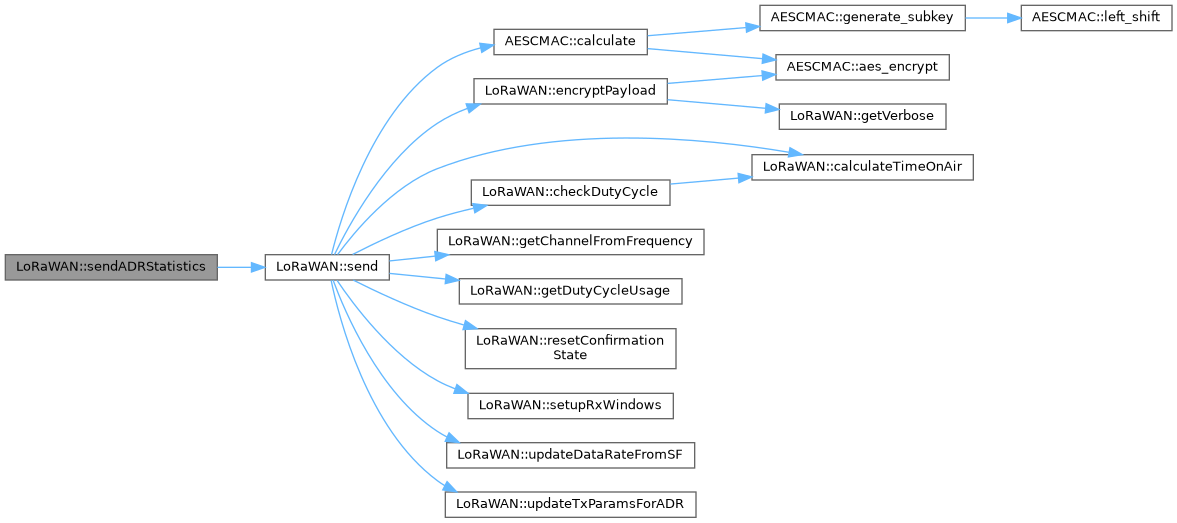 AESCMAC::generate_subkey
AESCMAC::left_shift
AESCMAC::calculate
AESCMAC::aes_encrypt
LoRaWAN::encryptPayload
LoRaWAN::getVerbose
LoRaWAN::calculateTimeOnAir
LoRaWAN::checkDutyCycle
LoRaWAN::getChannelFromFrequency
LoRaWAN::sendADRStatistics
LoRaWAN::send
LoRaWAN::getDutyCycleUsage
LoRaWAN::resetConfirmation
State
LoRaWAN::setupRxWindows
LoRaWAN::updateDataRateFromSF
LoRaWAN::updateTxParamsForADR